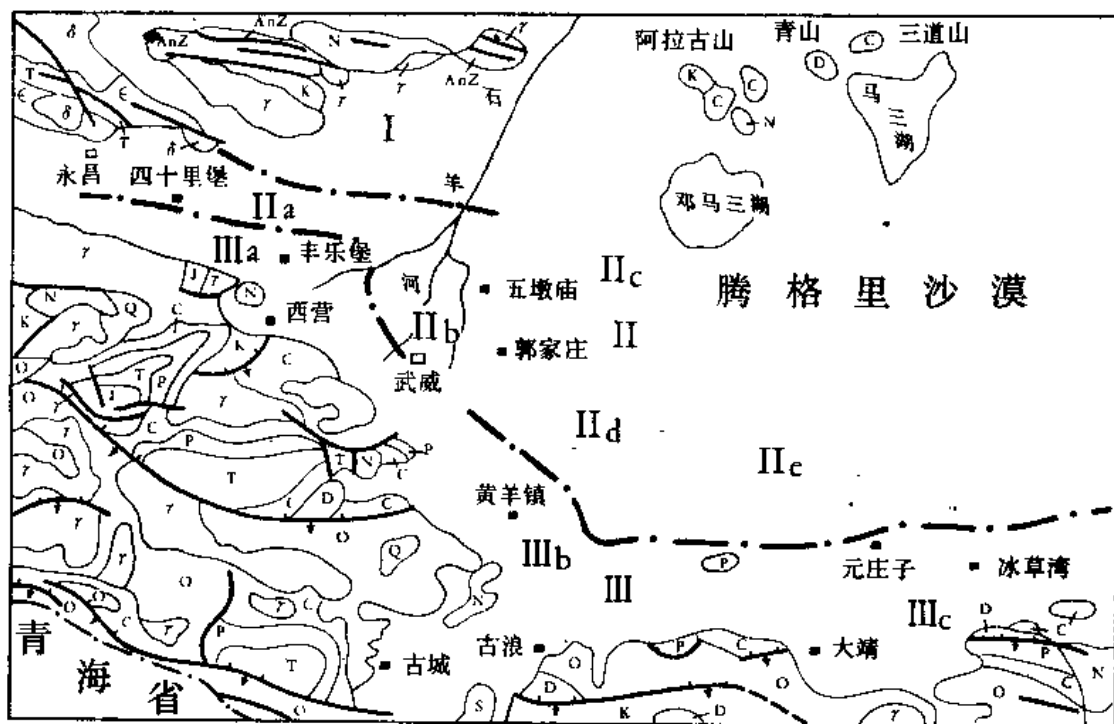 δ
AnZ
AnZ
N
γ
AnZ
石
T
∈
δ
∈
γ
K
γ
γ
T
δ
I
阿拉古山
青山
三道山
K
C
C
N
D
C
马三湖
永昌
四十里堡
羊
邓马三湖
IIa
IIIa
丰乐堡
河
五墩庙
IIc
腾格里沙漠
γ
J
γ
N
西营
IIb
II
郭家庄
武威
N
Q
C
K
γ
K
C
T
P
J
γ
O
O
γ
C
P
γ
T
N
P
C
T
D
C
O
IId
IIe
黄羊镇
IIIb
III
P
元庄子
冰草湾
IIIc
γ
O
γ
γ
O
Q
N
γ
C
P
T
P
O
O
C
γ
O
青海省
古城
古浪
大靖
S
O
D
P
C
O
K
D
γ
D
C
P
C
O
N